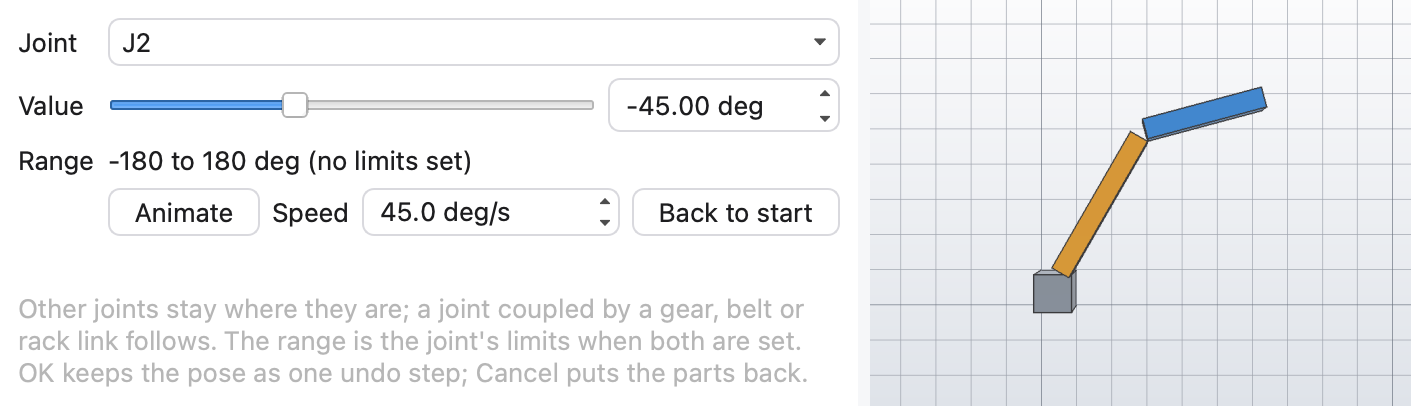 Joint J2
Value -45.00 deg
Range -180 to 180 deg (no limits set)
Animate Speed 45.0 deg/s Back to start
Other joints stay where they are; a joint coupled by a gear, belt or
rack link follows. The range is the joint's limits when both are set.
OK keeps the pose as one undo step; Cancel puts the parts back.